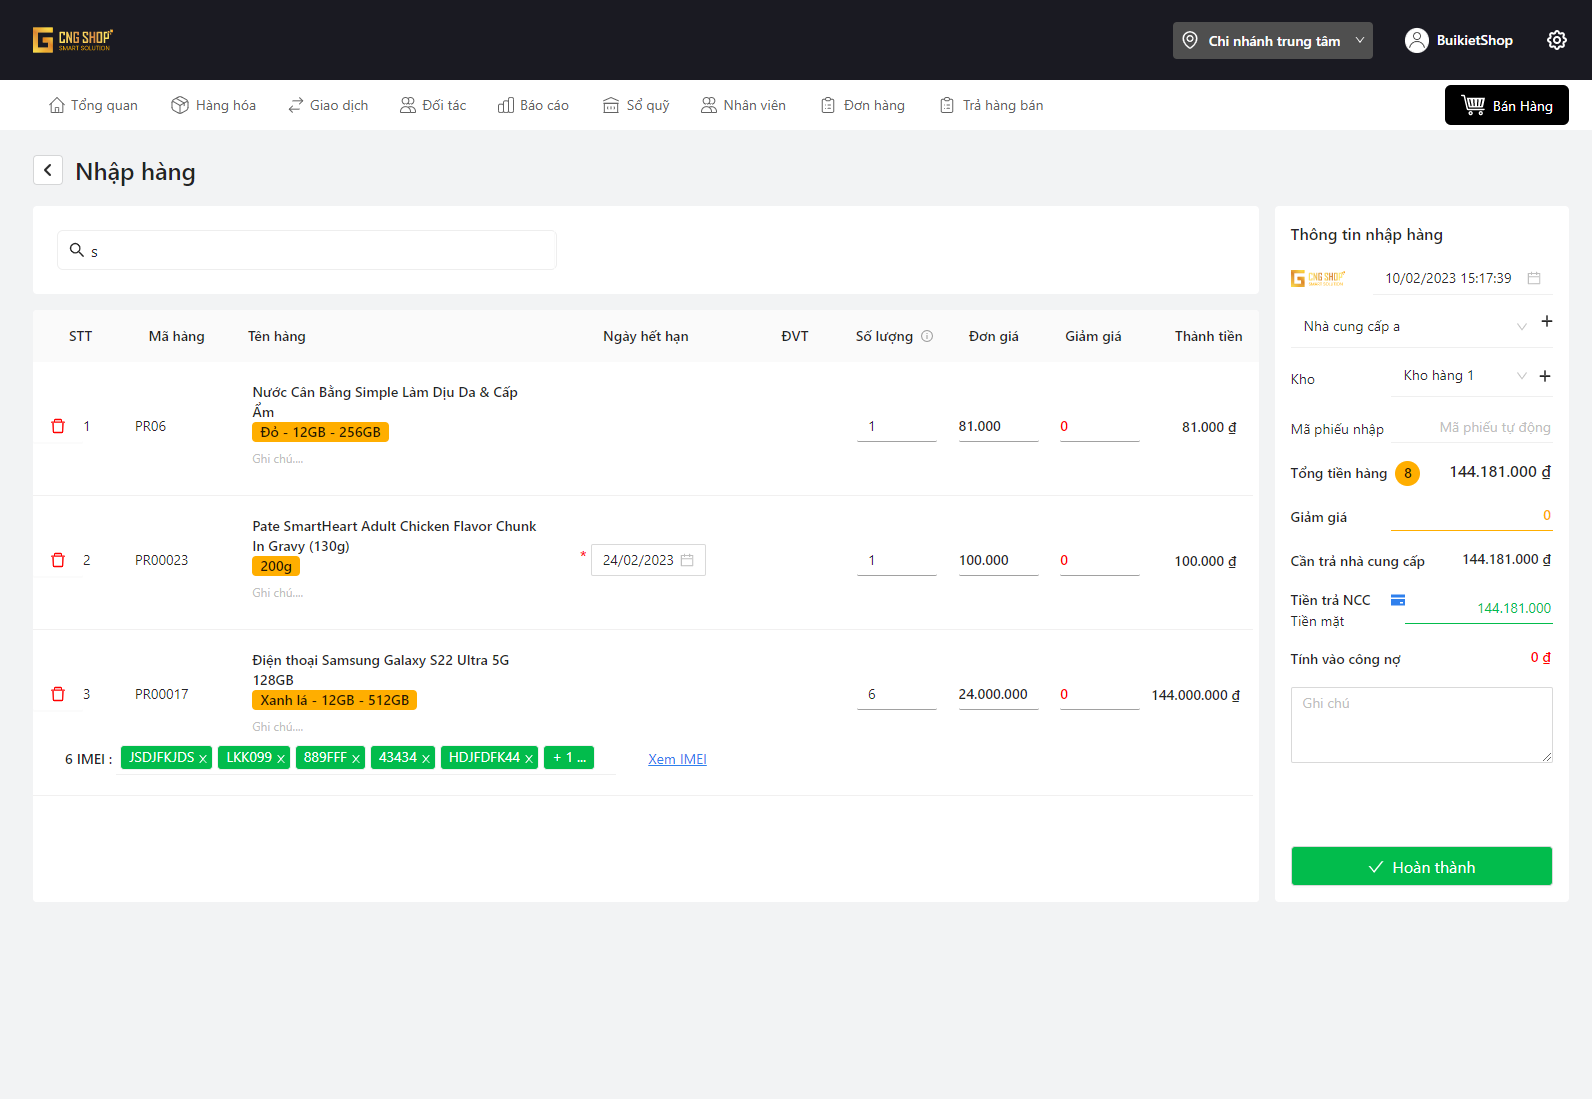 CNG SHOP
SMART SOLUTION
Chi nhánh trung tâm
BuikietShop
Tổng quan
Hàng hóa
Giao dịch
Đối tác
Báo cáo
Sổ quỹ
Nhân viên
Đơn hàng
Trả hàng bán
Bán Hàng
Nhập hàng
s
STT Mã hàng Tên hàng Ngày hết hạn ĐVT Số lượng Đơn giá Giảm giá Thành tiền
Nước Cân Bằng Simple Làm Dịu Da & Cấp
Ẩm
1 PR06 1 81.000 0 81.000 ₫
Đỏ - 12GB - 256GB
Ghi chú....
Pate SmartHeart Adult Chicken Flavor Chunk
In Gravy (130g)
2 PR00023 * 24/02/2023 1 100.000 0 100.000 ₫
200g
Ghi chú....
Điện thoại Samsung Galaxy S22 Ultra 5G
128GB
3 PR00017 6 24.000.000 0 144.000.000 ₫
Xanh lá - 12GB - 512GB
Ghi chú....
6 IMEI : JSDJFKJDS x LKK099 x 889FFF x 43434 x HDJFDFK44 x + 1 ... Xem IMEI
Thông tin nhập hàng
CNG SHOP
SMART SOLUTION
10/02/2023 15:17:39
Nhà cung cấp a +
Kho Kho hàng 1 +
Mã phiếu nhập Mã phiếu tự động
Tổng tiền hàng 8 144.181.000 ₫
Giảm giá 0
Cần trả nhà cung cấp 144.181.000 ₫
Tiền trả NCC 144.181.000
Tiền mặt
Tính vào công nợ 0 ₫
Ghi chú
Hoàn thành